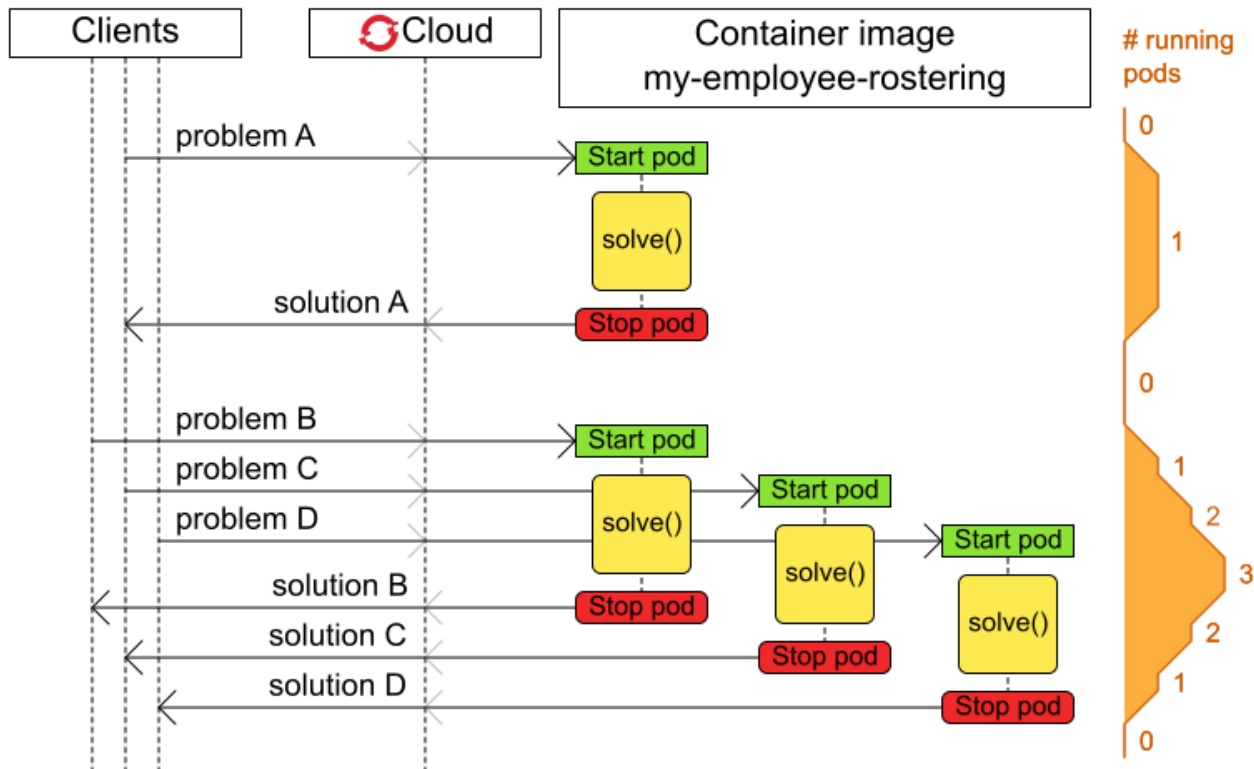 Clients
Cloud
Container image
my-employee-rostering
# running
pods
0
problem A
Start pod
solve()
1
solution A
Stop pod
0
problem B
Start pod
problem C
1
Start pod
problem D
solve()
2
Start pod
solve()
3
solution B
Stop pod
solve()
solution C
2
Stop pod
solution D
1
Stop pod
0